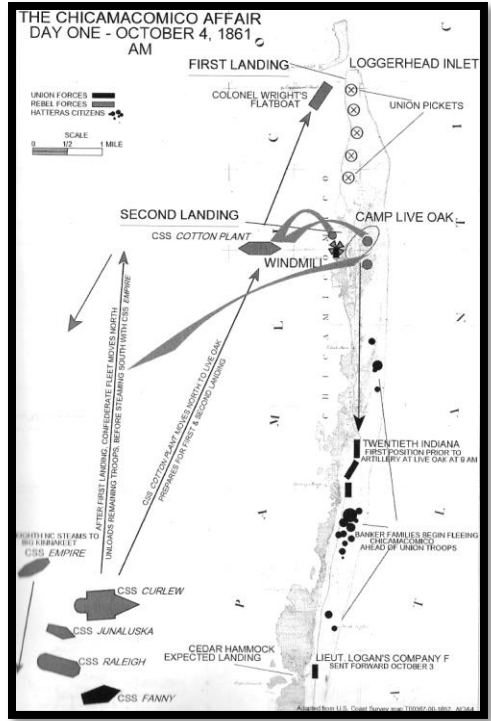 THE CHICAMACOMICO AFFAIR
DAY ONE - OCTOBER 4, 1861
AM
FIRST LANDING
LOGGERHEAD INLET
COLONEL WRIGHT'S
FLATBOAT
UNION PICKETS
UNION FORCES
REBEL FORCES
HATTERAS CITIZENS
SCALE
0 1/2 1 MILE
SECOND LANDING
CAMP LIVE OAK
CSS COTTON PLANT
WINDMILL
CHICAMACOMICO
AFTER FIRST LANDING, CONFEDERATE FLEET MOVES NORTH
UNLOADS REMAINING TROOPS, BEFORE STEAMING SOUTH WITH CSS EMPIRE
CSS COTTON PLANT MOVES NORTH TO LIVE OAK
PREPARES FOR FIRST & SECOND LANDING
TWENTIETH INDIANA
FIRST POSITION PRIOR TO
ARTILLERY AT LIVE OAK AT 9 AM
BANKER FAMILIES BEGIN FLEEING
CHICAMACOMICO
AHEAD OF UNION TROOPS
EIGHTH NC STEAMS TO
BIG KINNAKEET
CSS EMPIRE
CSS CURLEW
CSS JUNALUSKA
CSS RALEIGH
CSS FANNY
CEDAR HAMMOCK
EXPECTED LANDING
LIEUT. LOGAN'S COMPANY F
SENT FORWARD OCTOBER 3
P A M L I C O
A T L A N T I C
Adapted from U.S. Coast Survey map